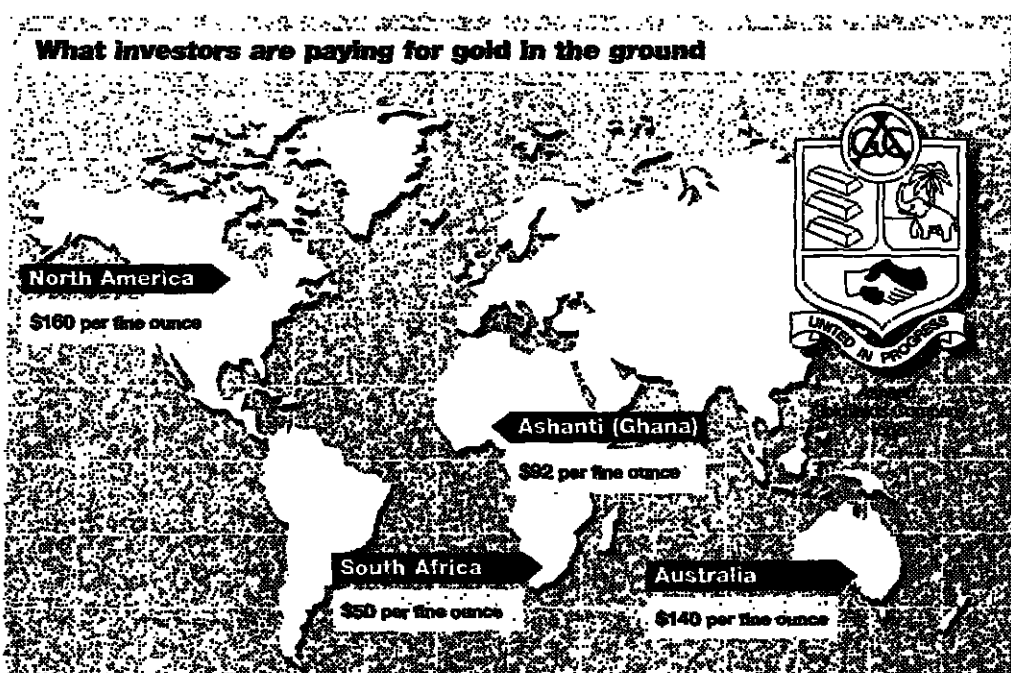 What investors are paying for gold in the ground
North America
$160 per fine ounce
UNITED IN PROGRESS
Ashanti (Ghana)
$92 per fine ounce
South Africa
$50 per fine ounce
Australia
$140 per fine ounce